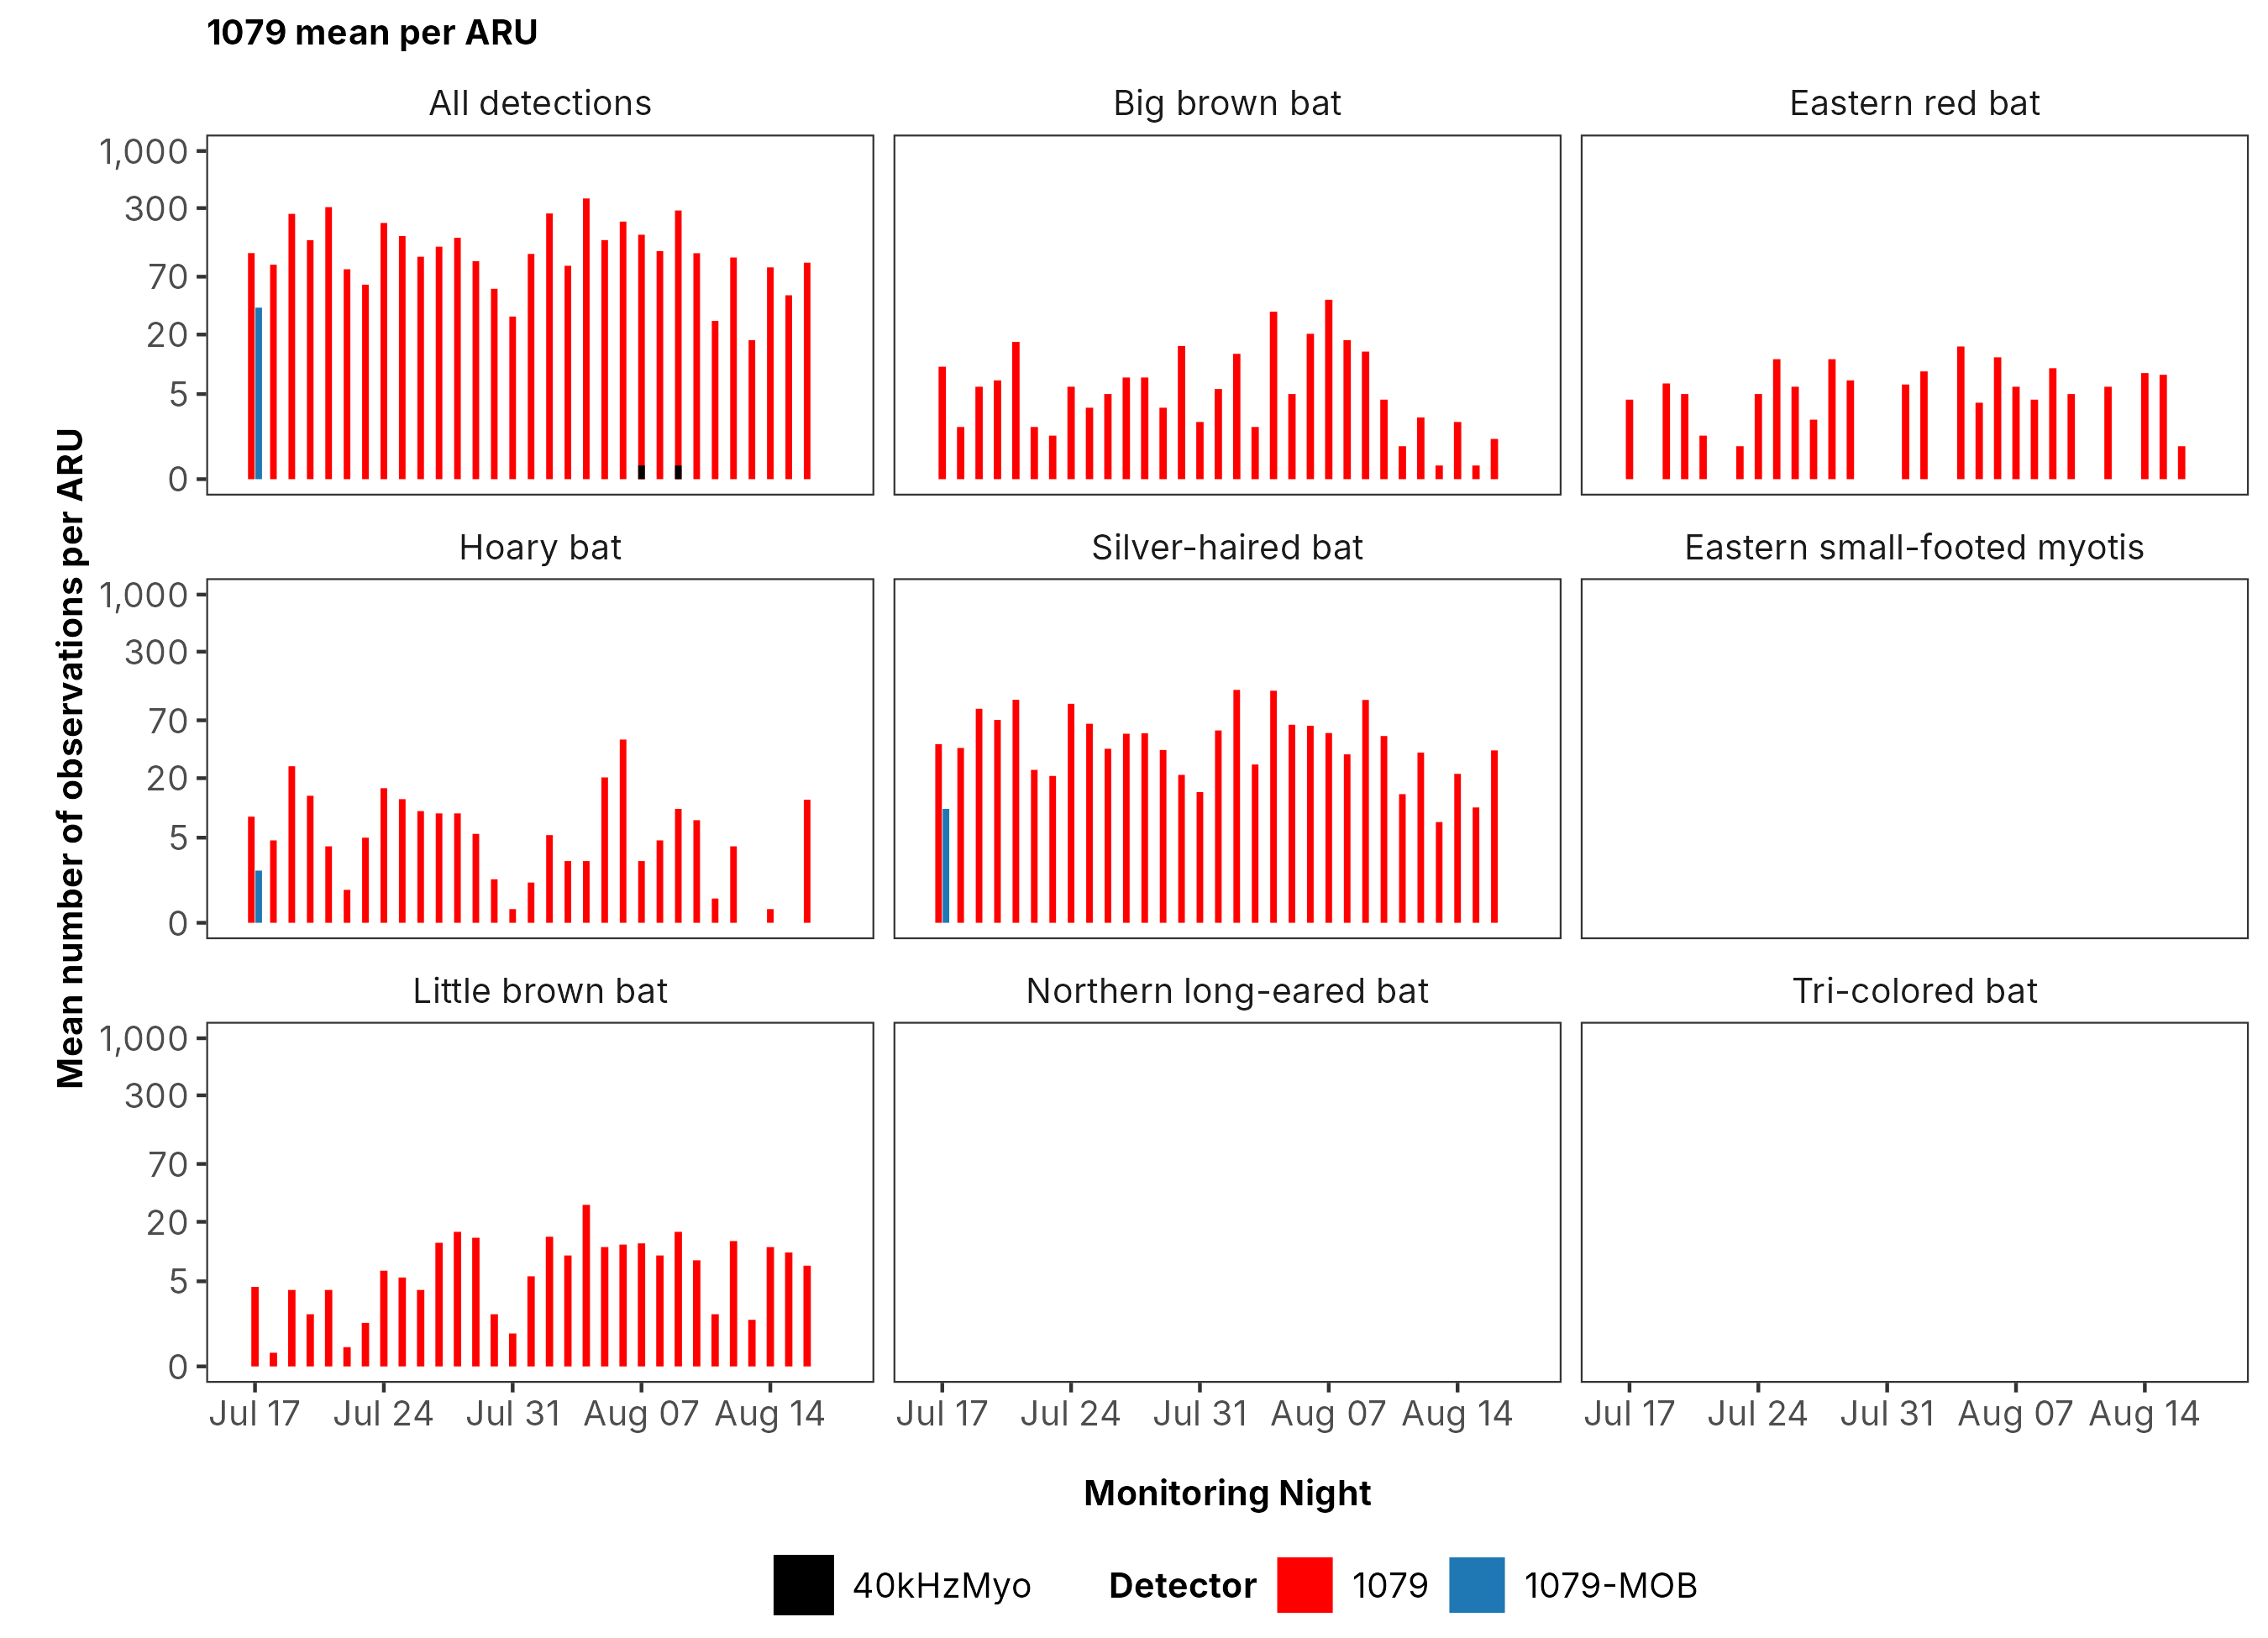 1079 mean per ARU
All detections
Big brown bat
Eastern red bat
1,000
300
70
20
5
0
Hoary bat
Silver-haired bat
Eastern small-footed myotis
1,000
300
70
20
5
0
Little brown bat
Northern long-eared bat
Tri-colored bat
1,000
300
70
20
5
0
Mean number of observations per ARU
Jul 17 Jul 24 Jul 31 Aug 07 Aug 14
Jul 17 Jul 24 Jul 31 Aug 07 Aug 14
Jul 17 Jul 24 Jul 31 Aug 07 Aug 14
Monitoring Night
40kHzMyo Detector 1079 1079-MOB